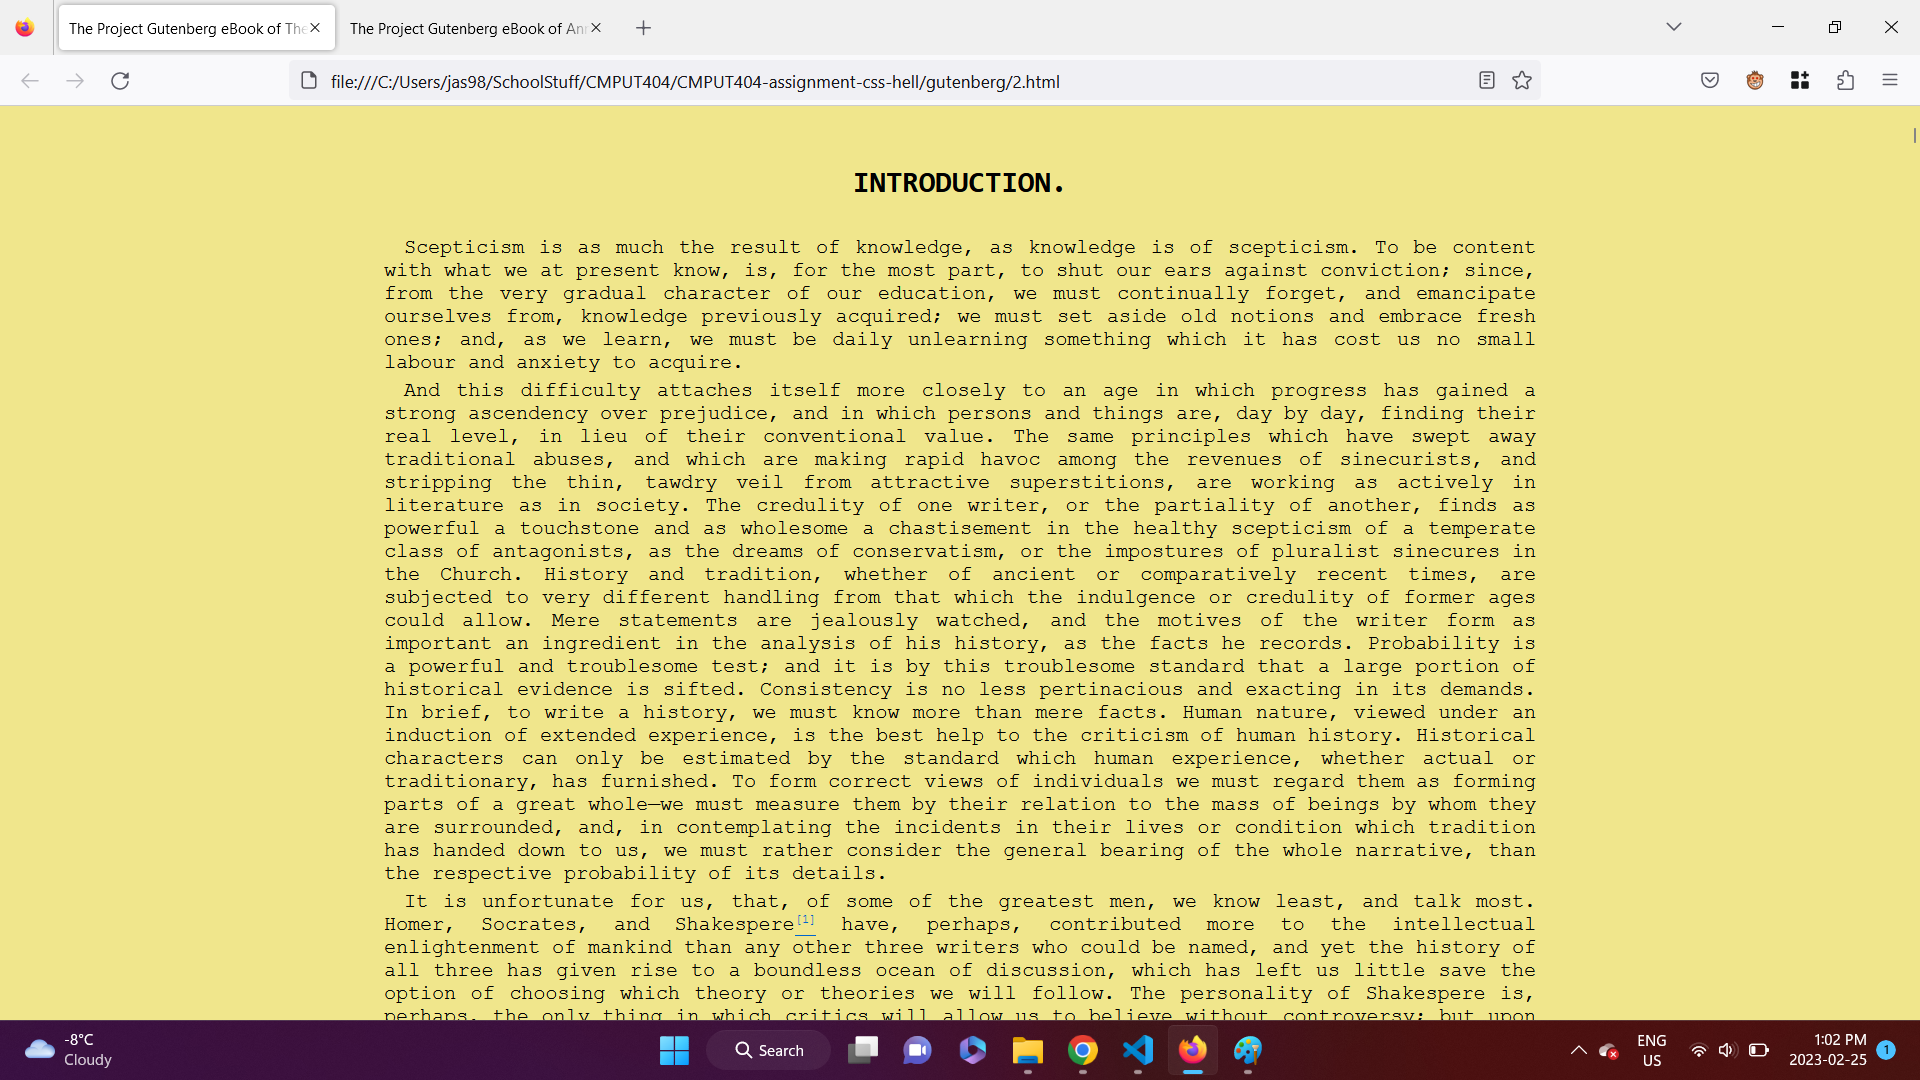 The Project Gutenberg eBook of The
The Project Gutenberg eBook of Ann
file:///C:/Users/jas98/SchoolStuff/CMPUT404/CMPUT404-assignment-css-hell/gutenberg/2.html
INTRODUCTION.
Scepticism is as much the result of knowledge, as knowledge is of scepticism. To be content
with what we at present know, is, for the most part, to shut our ears against conviction; since,
from the very gradual character of our education, we must continually forget, and emancipate
ourselves from, knowledge previously acquired; we must set aside old notions and embrace fresh
ones; and, as we learn, we must be daily unlearning something which it has cost us no small
labour and anxiety to acquire.
And this difficulty attaches itself more closely to an age in which progress has gained a
strong ascendency over prejudice, and in which persons and things are, day by day, finding their
real level, in lieu of their conventional value. The same principles which have swept away
traditional abuses, and which are making rapid havoc among the revenues of sinecurists, and
stripping the thin, tawdry veil from attractive superstitions, are working as actively in
literature as in society. The credulity of one writer, or the partiality of another, finds as
powerful a touchstone and as wholesome a chastisement in the healthy scepticism of a temperate
class of antagonists, as the dreams of conservatism, or the impostures of pluralist sinecures in
the Church. History and tradition, whether of ancient or comparatively recent times, are
subjected to very different handling from that which the indulgence or credulity of former ages
could allow. Mere statements are jealously watched, and the motives of the writer form as
important an ingredient in the analysis of his history, as the facts he records. Probability is
a powerful and troublesome test; and it is by this troublesome standard that a large portion of
historical evidence is sifted. Consistency is no less pertinacious and exacting in its demands.
In brief, to write a history, we must know more than mere facts. Human nature, viewed under an
induction of extended experience, is the best help to the criticism of human history. Historical
characters can only be estimated by the standard which human experience, whether actual or
traditionary, has furnished. To form correct views of individuals we must regard them as forming
parts of a great whole—we must measure them by their relation to the mass of beings by whom they
are surrounded, and, in contemplating the incidents in their lives or condition which tradition
has handed down to us, we must rather consider the general bearing of the whole narrative, than
the respective probability of its details.
It is unfortunate for us, that, of some of the greatest men, we know least, and talk most.
Homer, Socrates, and Shakespere[1] have, perhaps, contributed more to the intellectual
enlightenment of mankind than any other three writers who could be named, and yet the history of
all three has given rise to a boundless ocean of discussion, which has left us little save the
option of choosing which theory or theories we will follow. The personality of Shakespere is,
perhaps, the only thing in which critics will allow us to believe without controversy; but upon
-8°C
Cloudy
Search
ENG
US
1:02 PM
2023-02-25
1